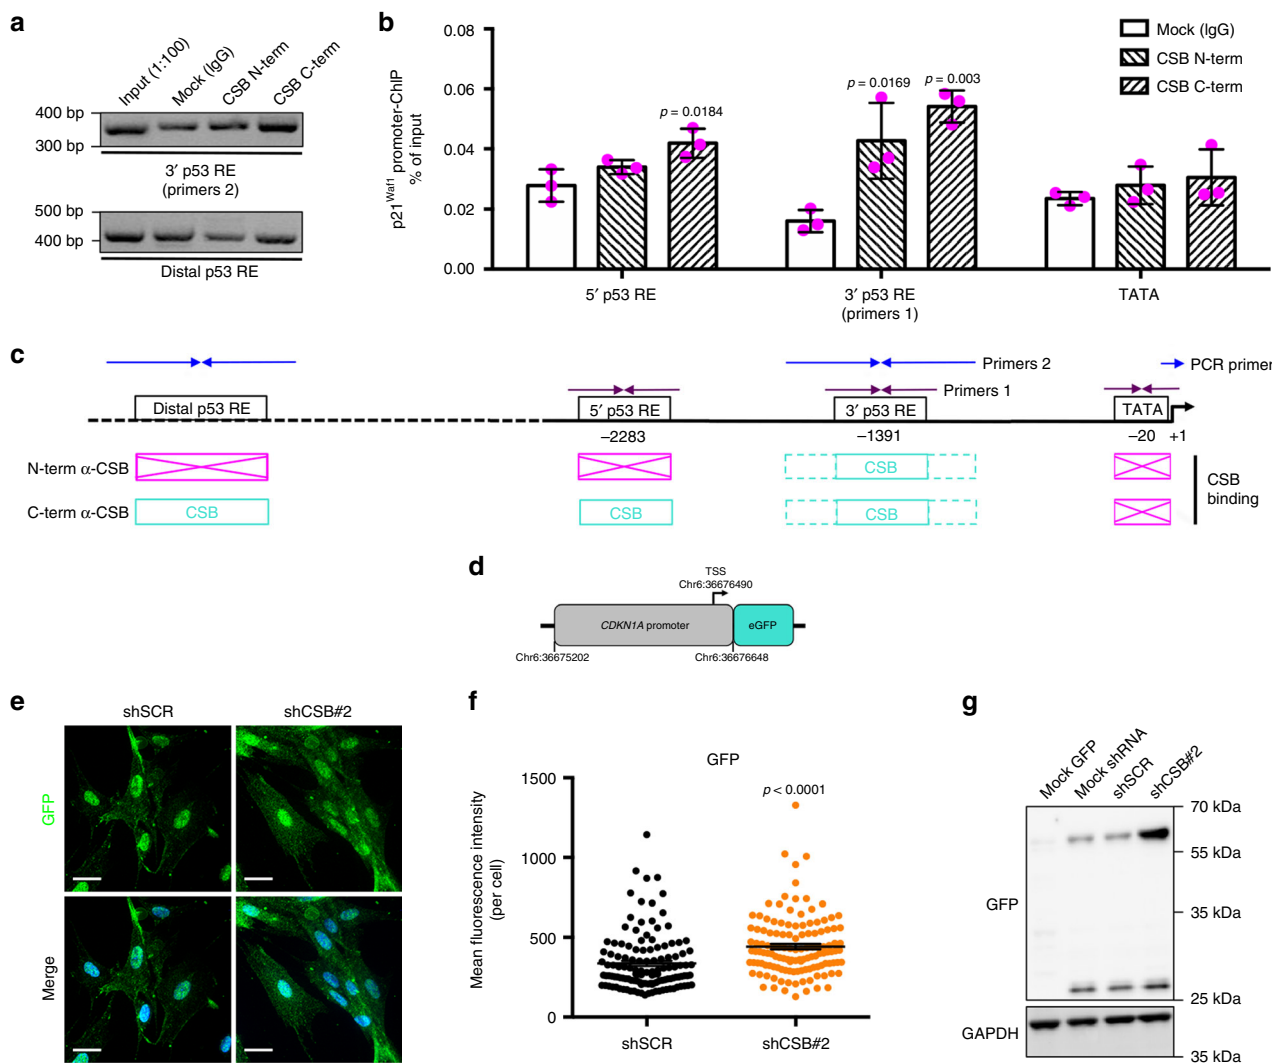 a
Input (1:100)
Mock (IgG)
CSB N-term
CSB C-term
400 bp
300 bp
3′ p53 RE
(primers 2)
500 bp
400 bp
Distal p53 RE
b
p21Waf1 promoter-ChIP
% of input
0.08
0.06
0.04
0.02
0.00
p = 0.0184
p = 0.0169
p = 0.003
Mock (IgG)
CSB N-term
CSB C-term
5′ p53 RE
3′ p53 RE
(primers 1)
TATA
c
Primers 2
PCR primer
Primers 1
Distal p53 RE
5′ p53 RE
3′ p53 RE
TATA
–2283
–1391
–20
+1
N-term α-CSB
CSB
C-term α-CSB
CSB
CSB
CSB
CSB
binding
d
TSS
Chr6:36676490
CDKN1A promoter
eGFP
Chr6:36675202
Chr6:36676648
e
shSCR
shCSB#2
GFP
Merge
f
GFP
Mean fluorescence intensity
(per cell)
1500
1000
500
0
p < 0.0001
shSCR
shCSB#2
g
Mock GFP
Mock shRNA
shSCR
shCSB#2
70 kDa
55 kDa
GFP
35 kDa
25 kDa
GAPDH
35 kDa